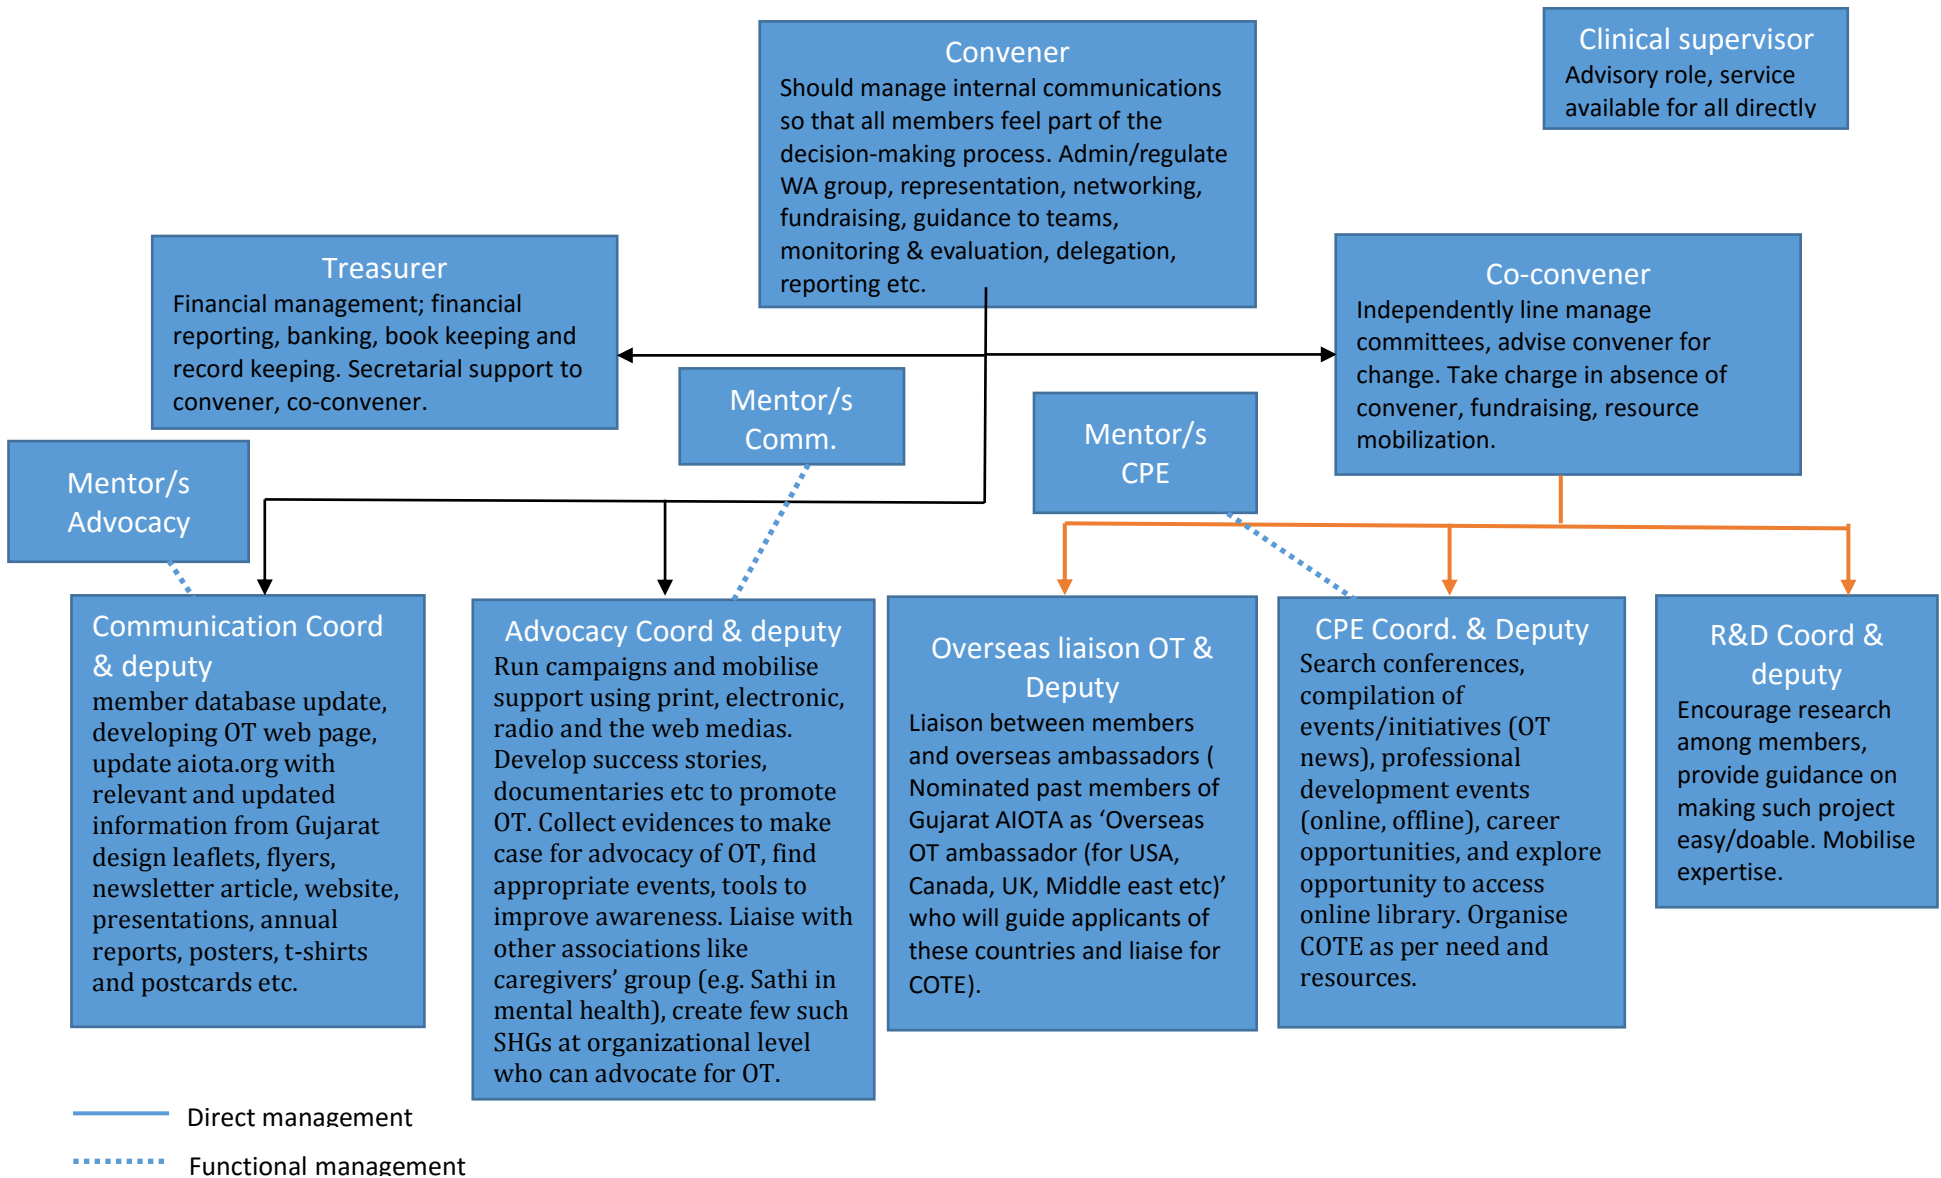 Convener
Should manage internal communications
so that all members feel part of the
decision-making process. Admin/regulate
WA group, representation, networking,
fundraising, guidance to teams,
monitoring & evaluation, delegation,
reporting etc.
Clinical supervisor
Advisory role, service
available for all directly
Treasurer
Financial management; financial
reporting, banking, book keeping and
record keeping. Secretarial support to
convener, co-convener.
Co-convener
Independently line manage
committees, advise convener for
change. Take charge in absence of
convener, fundraising, resource
mobilization.
Mentor/s
Comm.
Mentor/s
CPE
Mentor/s
Advocacy
Communication Coord
& deputy
member database update,
developing OT web page,
update aiota.org with
relevant and updated
information from Gujarat
design leaflets, flyers,
newsletter article, website,
presentations, annual
reports, posters, t-shirts
and postcards etc.
Advocacy Coord & deputy
Run campaigns and mobilise
support using print, electronic,
radio and the web medias.
Develop success stories,
documentaries etc to promote
OT. Collect evidences to make
case for advocacy of OT, find
appropriate events, tools to
improve awareness. Liaise with
other associations like
caregivers’ group (e.g. Sathi in
mental health), create few such
SHGs at organizational level
who can advocate for OT.
Overseas liaison OT &
Deputy
Liaison between members
and overseas ambassadors (
Nominated past members of
Gujarat AIOTA as ‘Overseas
OT ambassador (for USA,
Canada, UK, Middle east etc)’
who will guide applicants of
these countries and liaise for
COTE).
CPE Coord. & Deputy
Search conferences,
compilation of
events/initiatives (OT
news), professional
development events
(online, offline), career
opportunities, and explore
opportunity to access
online library. Organise
COTE as per need and
resources.
R&D Coord &
deputy
Encourage research
among members,
provide guidance on
making such project
easy/doable. Mobilise
expertise.
Direct management
Functional management